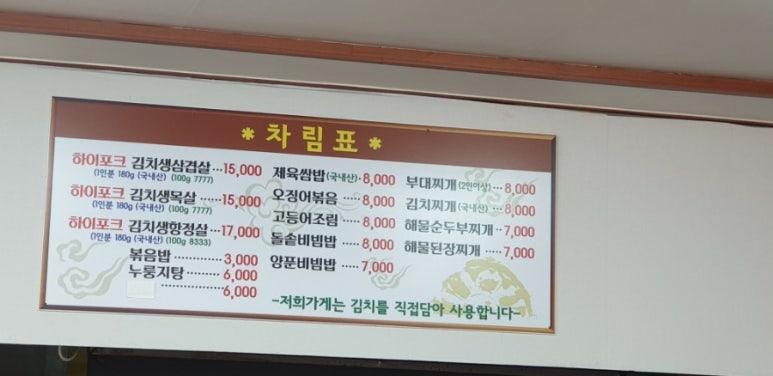 * 차림표 *
하이포크 김치생삼겹살 ... 15,000
(1인분 180g (국내산) (100g 7777)
하이포크 김치생목살 ...... 15,000
(1인분 180g (국내산) (100g 7777)
하이포크 김치생항정살 ... 17,000
(1인분 180g (국내산) (100g 8333)
볶음밥 ............. 3,000
누룽지탕 ......... 6,000
................ 6,000
제육쌈밥(국내산) · 8,000
오징어볶음 ...... 8,000
고등어조림 ...... 8,000
돌솥비빔밥 ..... 8,000
양푼비빔밥 ..... 7,000
부대찌개(2인이상) ... 8,000
김치찌개(국내산) ... 8,000
해물순두부찌개 .. 7,000
해물된장찌개 ..... 7,000
-저희가게는 김치를 직접담아 사용합니다-